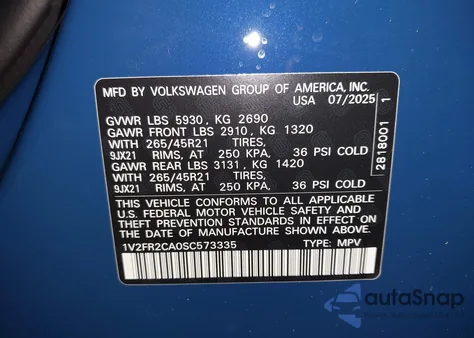 MFD BY VOLKSWAGEN GROUP OF AMERICA, INC.
USA 07/2025
GVWR LBS 5930, KG 2690
GAWR FRONT LBS 2910, KG 1320
WITH 265/45R21 TIRES,
9JX21 RIMS, AT 250 KPA, 36 PSI COLD
GAWR REAR LBS 3131, KG 1420
WITH 265/45R21 TIRES,
9JX21 RIMS, AT 250 KPA, 36 PSI COLD
THIS VEHICLE CONFORMS TO ALL APPLICABLE
U.S. FEDERAL MOTOR VEHICLE SAFETY AND
THEFT PREVENTION STANDARDS IN EFFECT ON THE
DATE OF MANUFACTURE SHOWN ABOVE.
1V2FR2CA0SC573335 TYPE: MPV
2818001 1
autoSnap